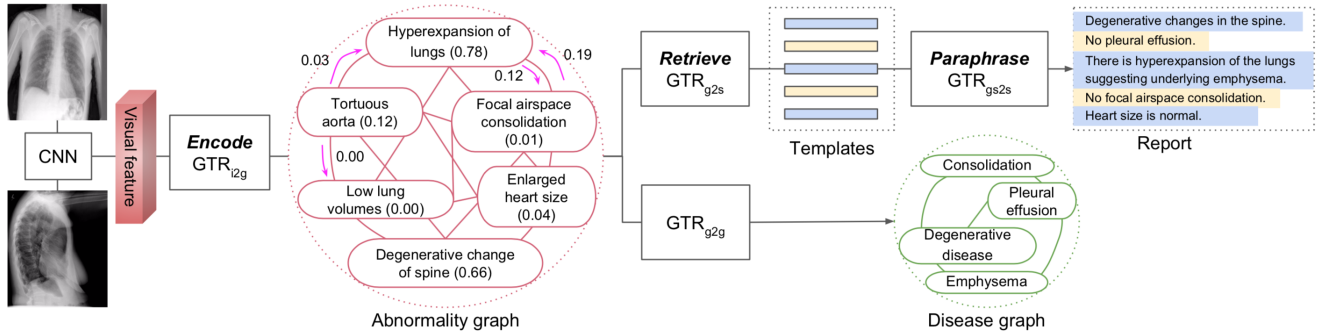 CNN
Visual feature
Encode
GTRi2g
Hyperexpansion of
lungs (0.78)
0.03
0.19
0.12
Tortuous
aorta (0.12)
Focal airspace
consolidation
(0.01)
0.00
Low lung
volumes (0.00)
Enlarged
heart size
(0.04)
Degenerative change
of spine (0.66)
Abnormality graph
Retrieve
GTRg2s
Templates
Paraphrase
GTRgs2s
Degenerative changes in the spine.
No pleural effusion.
There is hyperexpansion of the lungs
suggesting underlying emphysema.
No focal airspace consolidation.
Heart size is normal.
Report
GTRg2g
Consolidation
Pleural
effusion
Degenerative
disease
Emphysema
Disease graph